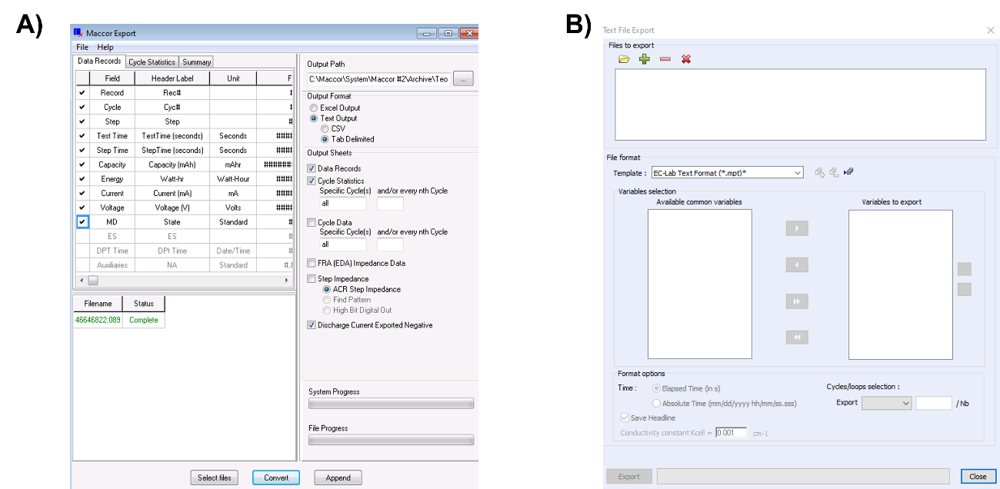 A)
Maccor Export
File Help
Data Records Cycle Statistics Summary
Field Header Label Unit F
Record Rec# #
Cycle Cyc# #
Step Step #
Test Time TestTime (seconds) Seconds ####
Step Time StepTime (seconds) Seconds ####
Capacity Capacity (mAh) mAhr ######
Energy Watt-hr Watt-Hour ####
Current Current (mA) mA ####
Voltage Voltage (V) Volts ####
MD State Standard #
ES ES #
DPT Time DPt Time Date/Time #
Auxiliaries NA Standard #.#
Filename Status
46646822.089 Complete
Output Path
C:\Maccor\System\Maccor #2\Archive\Teo ...
Output Format
Excel Output
Text Output
CSV
Tab Delimited
Output Sheets
Data Records
Cycle Statistics
Specific Cycle(s) and/or every nth Cycle
all
Cycle Data
Specific Cycle(s) and/or every nth Cycle
all
FRA (EDA) Impedance Data
Step Impedance
ACR Step Impedance
Find Pattern
High Bit Digital Out
Discharge Current Exported Negative
System Progress
File Progress
Select files Convert Append
B)
Text File Export
Files to export
File format
Template : EC-Lab Text Format (*.mpt)*
Variables selection
Available common variables Variables to export
Format options
Time : Elapsed Time (in s)
Absolute Time (mm/dd/yyyy hh/mm/ss.sss)
Cycles/loops selection :
Export / Nb
Save Headline
Conductivity constant Kcell = 0.001 cm-1
Export Close